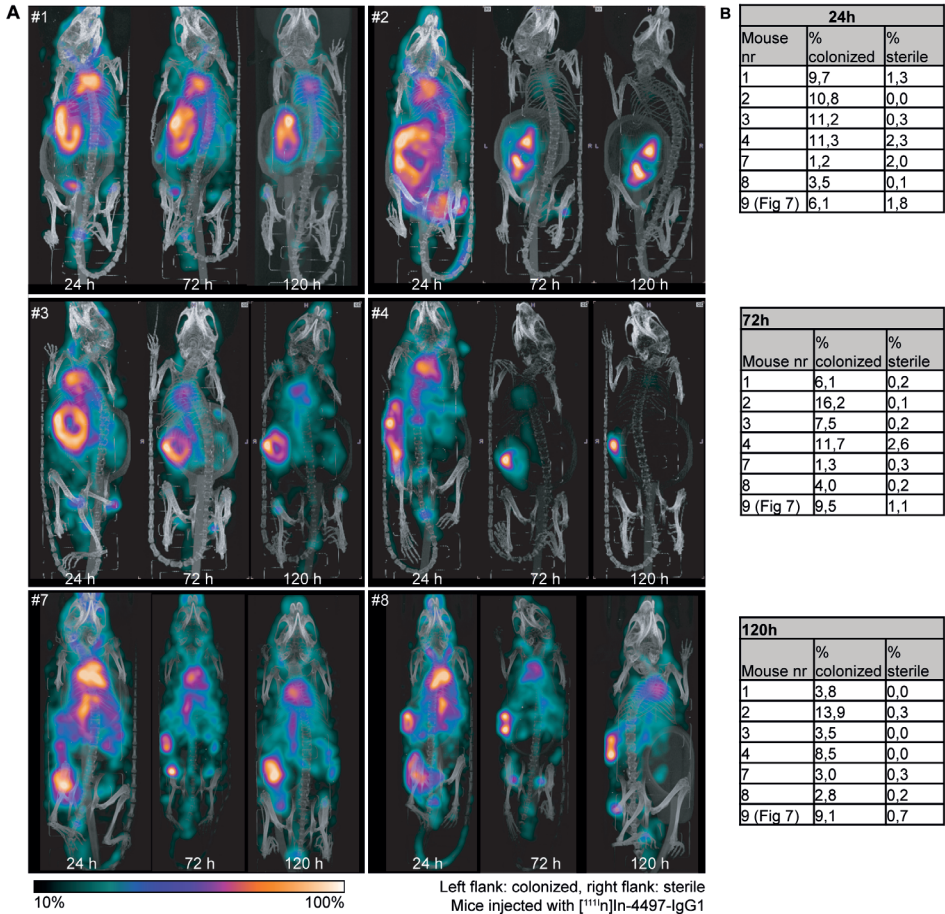 A
#1
24 h
72 h
120 h
#2
24 h
72 h
120 h
#3
24 h
72 h
120 h
#4
24 h
72 h
120 h
#7
24 h
72 h
120 h
#8
24 h
72 h
120 h
10%
100%
Left flank: colonized, right flank: sterile
Mice injected with [¹¹¹In]In-4497-IgG1
B
24h
Mouse nr % colonized % sterile
1 9,7 1,3
2 10,8 0,0
3 11,2 0,3
4 11,3 2,3
7 1,2 2,0
8 3,5 0,1
9 (Fig 7) 6,1 1,8
72h
Mouse nr % colonized % sterile
1 6,1 0,2
2 16,2 0,1
3 7,5 0,2
4 11,7 2,6
7 1,3 0,3
8 4,0 0,2
9 (Fig 7) 9,5 1,1
120h
Mouse nr % colonized % sterile
1 3,8 0,0
2 13,9 0,3
3 3,5 0,0
4 8,5 0,0
7 3,0 0,3
8 2,8 0,2
9 (Fig 7) 9,1 0,7